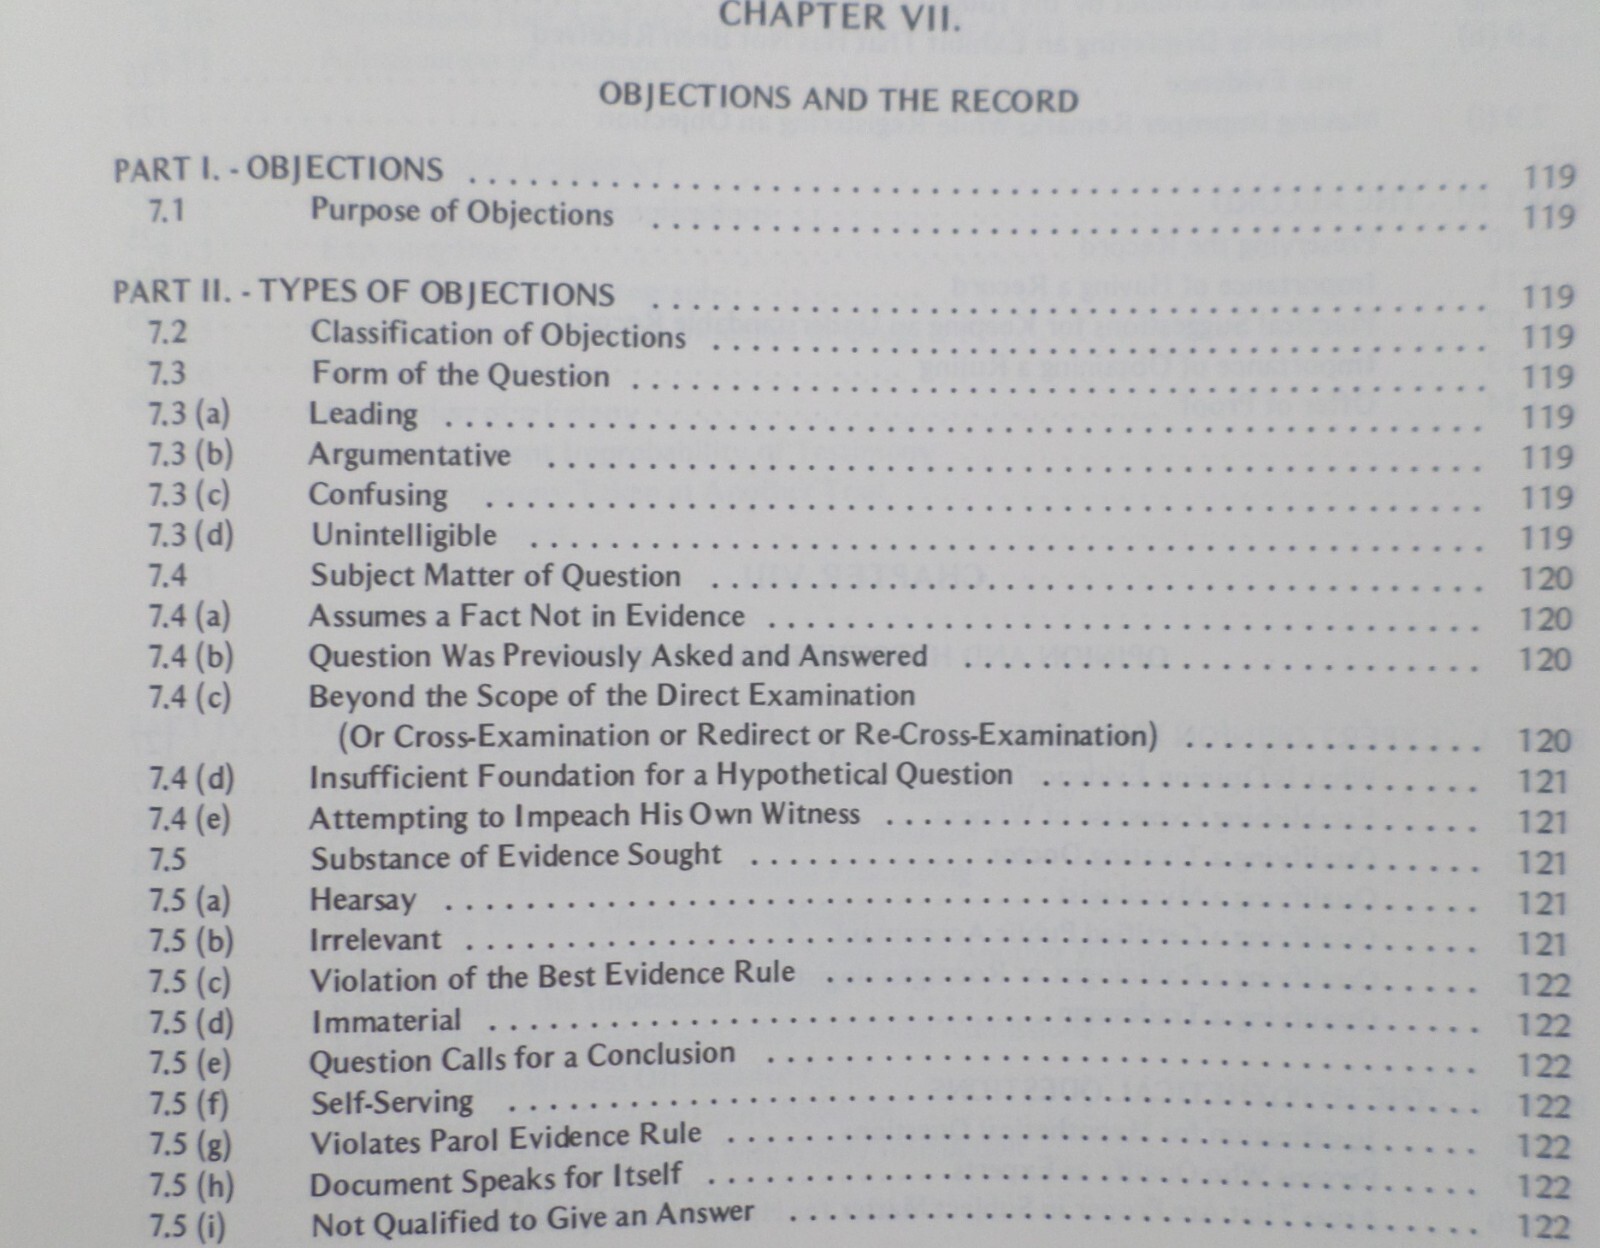 CHAPTER VII.
OBJECTIONS AND THE RECORD
PART I. - OBJECTIONS . . . . . . . . . . 119
7.1 Purpose of Objections . . . . . . . . . . 119
PART II. - TYPES OF OBJECTIONS . . . . . . . . . . 119
7.2 Classification of Objections . . . . . . . . . . 119
7.3 Form of the Question . . . . . . . . . . 119
7.3 (a) Leading . . . . . . . . . . 119
7.3 (b) Argumentative . . . . . . . . . . 119
7.3 (c) Confusing . . . . . . . . . . 119
7.3 (d) Unintelligible . . . . . . . . . . 119
7.4 Subject Matter of Question . . . . . . . . . . 120
7.4 (a) Assumes a Fact Not in Evidence . . . . . . . . . . 120
7.4 (b) Question Was Previously Asked and Answered . . . . . . . . . . 120
7.4 (c) Beyond the Scope of the Direct Examination
(Or Cross-Examination or Redirect or Re-Cross-Examination) . . . . . . . . . . 120
7.4 (d) Insufficient Foundation for a Hypothetical Question . . . . . . . . . . 121
7.4 (e) Attempting to Impeach His Own Witness . . . . . . . . . . 121
7.5 Substance of Evidence Sought . . . . . . . . . . 121
7.5 (a) Hearsay . . . . . . . . . . 121
7.5 (b) Irrelevant . . . . . . . . . . 121
7.5 (c) Violation of the Best Evidence Rule . . . . . . . . . . 122
7.5 (d) Immaterial . . . . . . . . . . 122
7.5 (e) Question Calls for a Conclusion . . . . . . . . . . 122
7.5 (f) Self-Serving . . . . . . . . . . 122
7.5 (g) Violates Parol Evidence Rule . . . . . . . . . . 122
7.5 (h) Document Speaks for Itself . . . . . . . . . . 122
7.5 (i) Not Qualified to Give an Answer . . . . . . . . . . 122